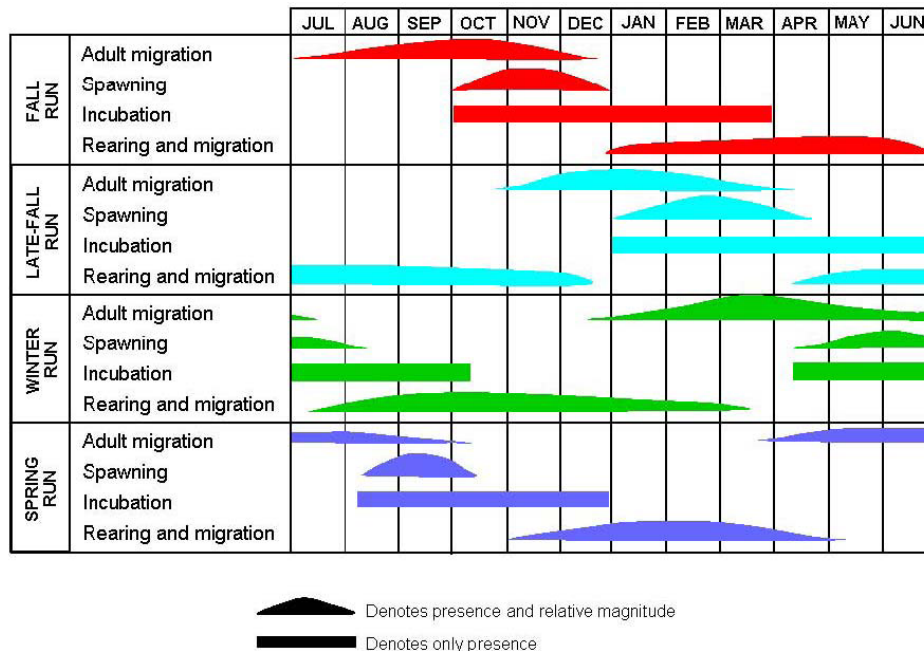 JUL AUG SEP OCT NOV DEC JAN FEB MAR APR MAY JUN
FALL
RUN
Adult migration
Spawning
Incubation
Rearing and migration
LATE-FALL
RUN
Adult migration
Spawning
Incubation
Rearing and migration
WINTER
RUN
Adult migration
Spawning
Incubation
Rearing and migration
SPRING
RUN
Adult migration
Spawning
Incubation
Rearing and migration
Denotes presence and relative magnitude
Denotes only presence